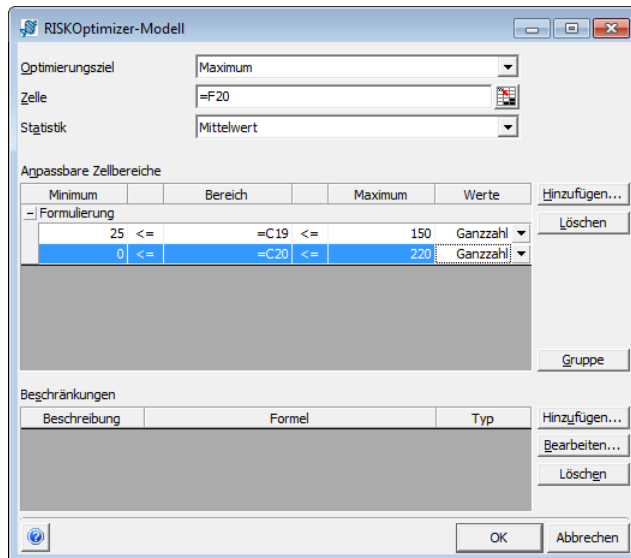 RISKOptimizer-Modell
Optimierungsziel Maximum
Zelle =F20
Statistik Mittelwert
Anpassbare Zellbereiche
Minimum Bereich Maximum Werte Hinzufügen...
Formulierung
Löschen
25 <= =C19 <= 150 Ganzzahl
0 <= =C20 <= 220 Ganzzahl
Gruppe
Beschränkungen
Beschreibung Formel Typ Hinzufügen...
Bearbeiten...
Löschen
OK Abbrechen